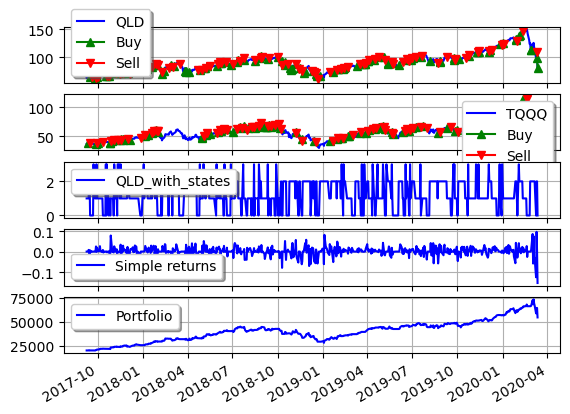 150
100
QLD
Buy
Sell
100
50
TQQQ
Buy
Sell
2
0
QLD_with_states
0.1
0.0
−0.1
Simple returns
75000
50000
25000
Portfolio
2017-10 2018-01 2018-04 2018-07 2018-10 2019-01 2019-04 2019-07 2019-10 2020-01 2020-04